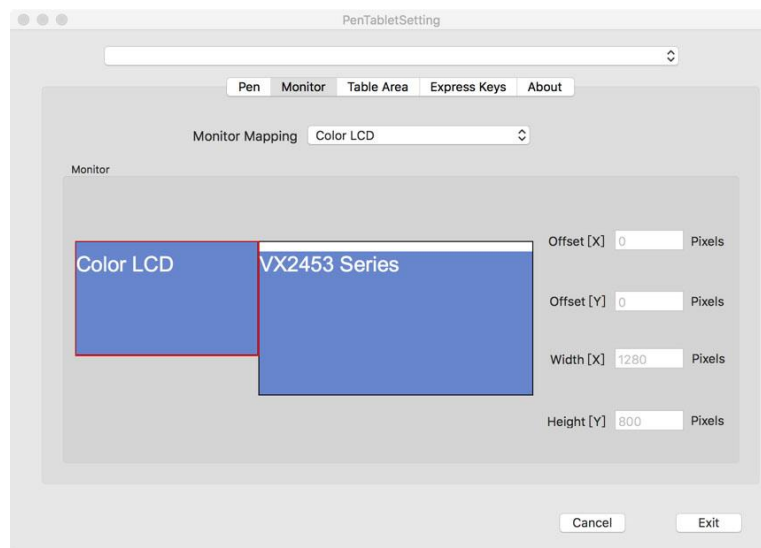 PenTabletSetting
Pen Monitor Table Area Express Keys About
Monitor Mapping Color LCD
Monitor
Color LCD VX2453 Series
Offset [X] 0 Pixels
Offset [Y] 0 Pixels
Width [X] 1280 Pixels
Height [Y] 800 Pixels
Cancel Exit